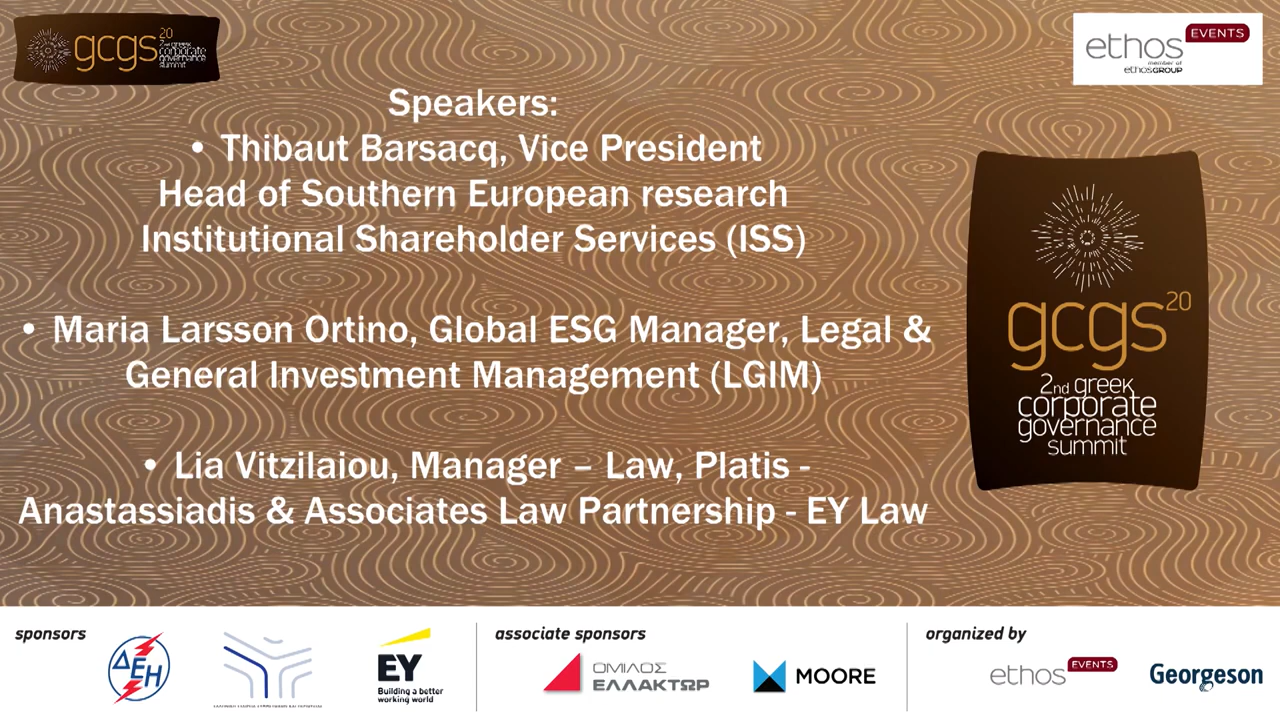 gcgs20
2nd greek
corporate
governance
summit
ethos EVENTS
member of
ethosGROUP
Speakers:
• Thibaut Barsacq, Vice President
Head of Southern European research
Institutional Shareholder Services (ISS)
• Maria Larsson Ortino, Global ESG Manager, Legal &
General Investment Management (LGIM)
• Lia Vitzilaiou, Manager – Law, Platis -
Anastassiadis & Associates Law Partnership - EY Law
gcgs20
2nd greek
corporate
governance
summit
sponsors
ΔΕΗ
EY
Building a better
working world
associate sponsors
ΟΜΙΛΟΣ
ΕΛΛΑΚΤΩΡ
MOORE
organized by
ethos EVENTS
Georgeson